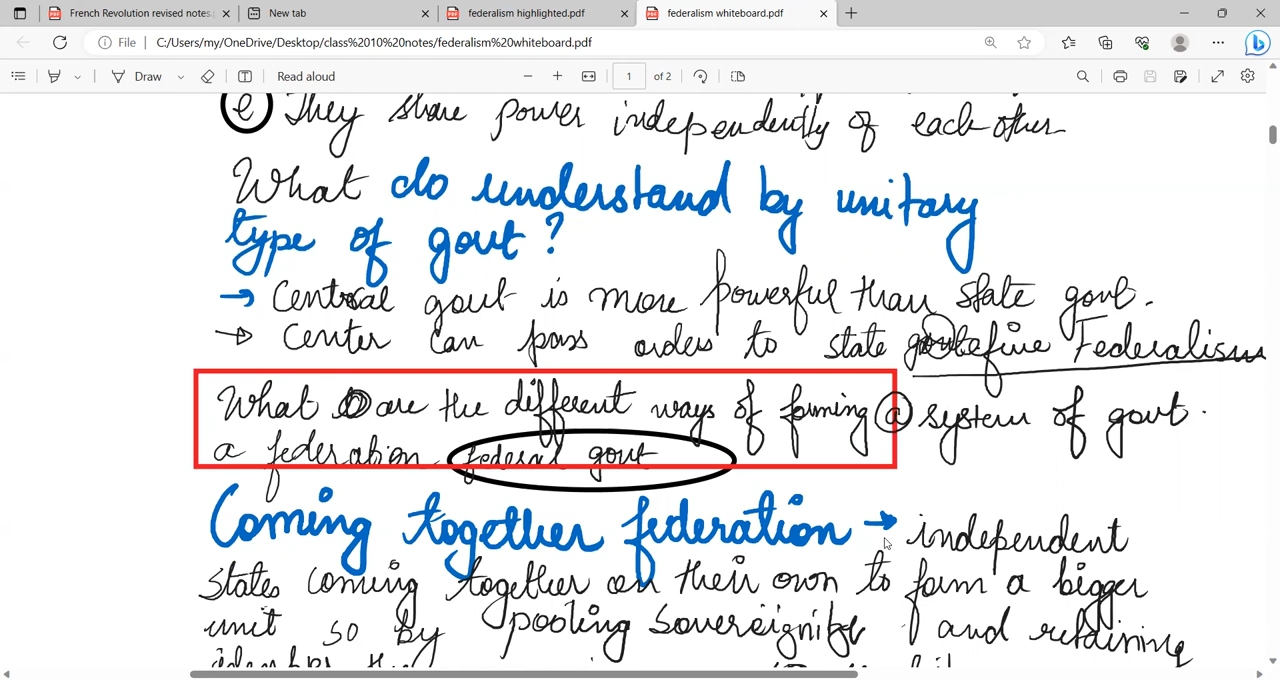 French Revolution revised notes.p
New tab
federalism highlighted.pdf
federalism whiteboard.pdf
File
C:/Users/my/OneDrive/Desktop/class%2010%20notes/federalism%20whiteboard.pdf
Draw
Read aloud
1 of 2
e They share power independently of each other
What do understand by unitary
type of govt?
→ Central govt is more powerful than state govt.
→ Center can pass orders to state
Define Federalism
What are the different ways of forming
a system of govt.
a federation federal govt
Coming together federation → independent
states coming together on their own to form a bigger
unit so by pooling sovereignity and retaining